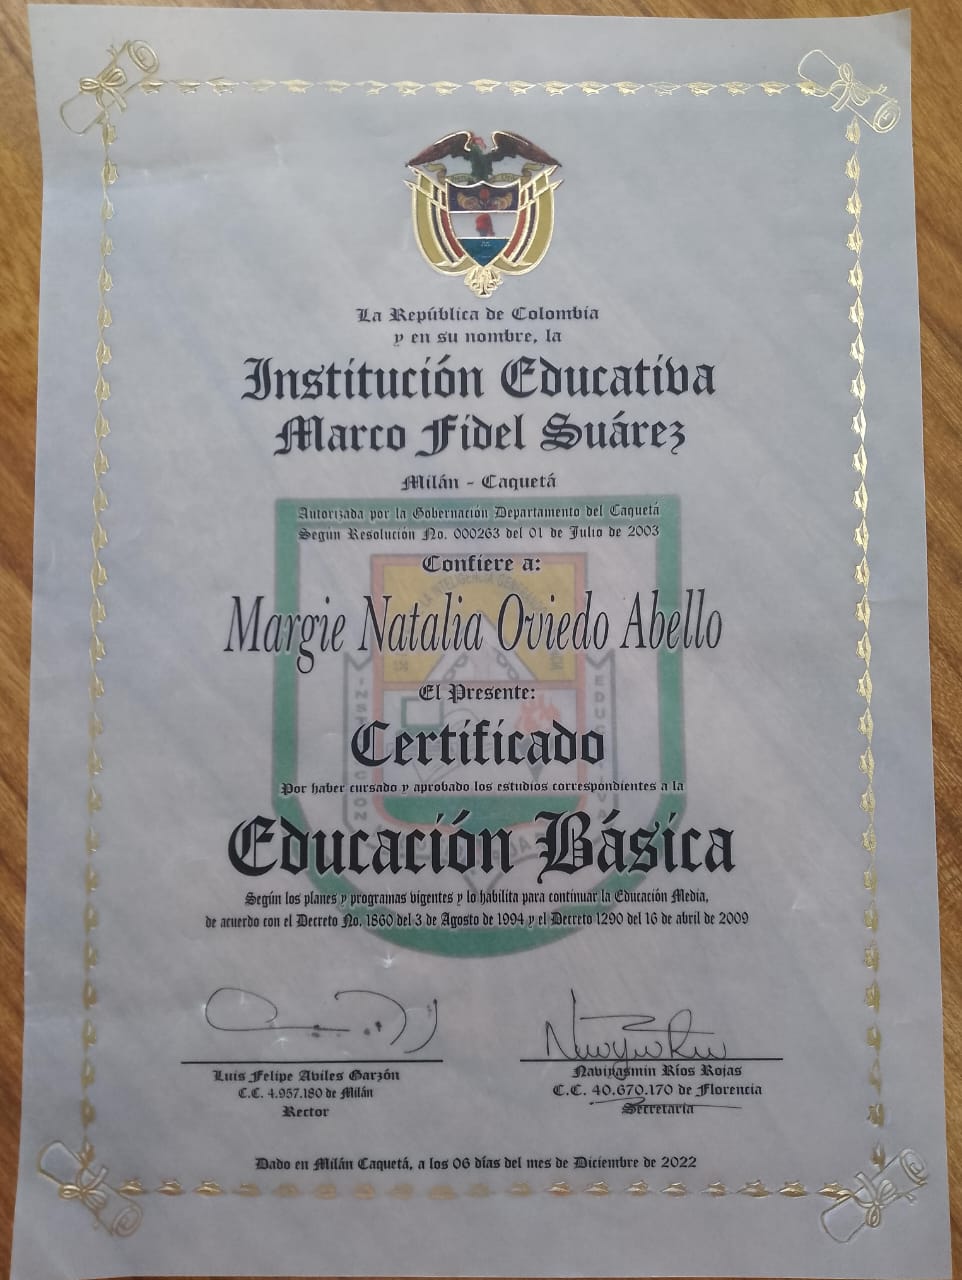 La República de Colombia
y en su nombre, la
Institución Educativa
Marco Fidel Suárez
Milán - Caquetá
Autorizada por la Gobernación Departamento del Caquetá
Según Resolución No. 000263 del 01 de Julio de 2003
Confiere a:
Margie Natalia Oviedo Abello
El Presente:
Certificado
Por haber cursado y aprobado los estudios correspondientes a la
Educación Básica
Según los planes y programas vigentes y lo habilita para continuar la Educación Media,
de acuerdo con el Decreto No. 1860 del 3 de Agosto de 1994 y el Decreto 1290 del 16 de abril de 2009
Luis Felipe Aviles Garzón
C.C. 4.957.180 de Milán
Rector
Nabiyasmin Ríos Rojas
C.C. 40.670.170 de Florencia
Secretaria
Dado en Milán Caquetá, a los 06 días del mes de Diciembre de 2022